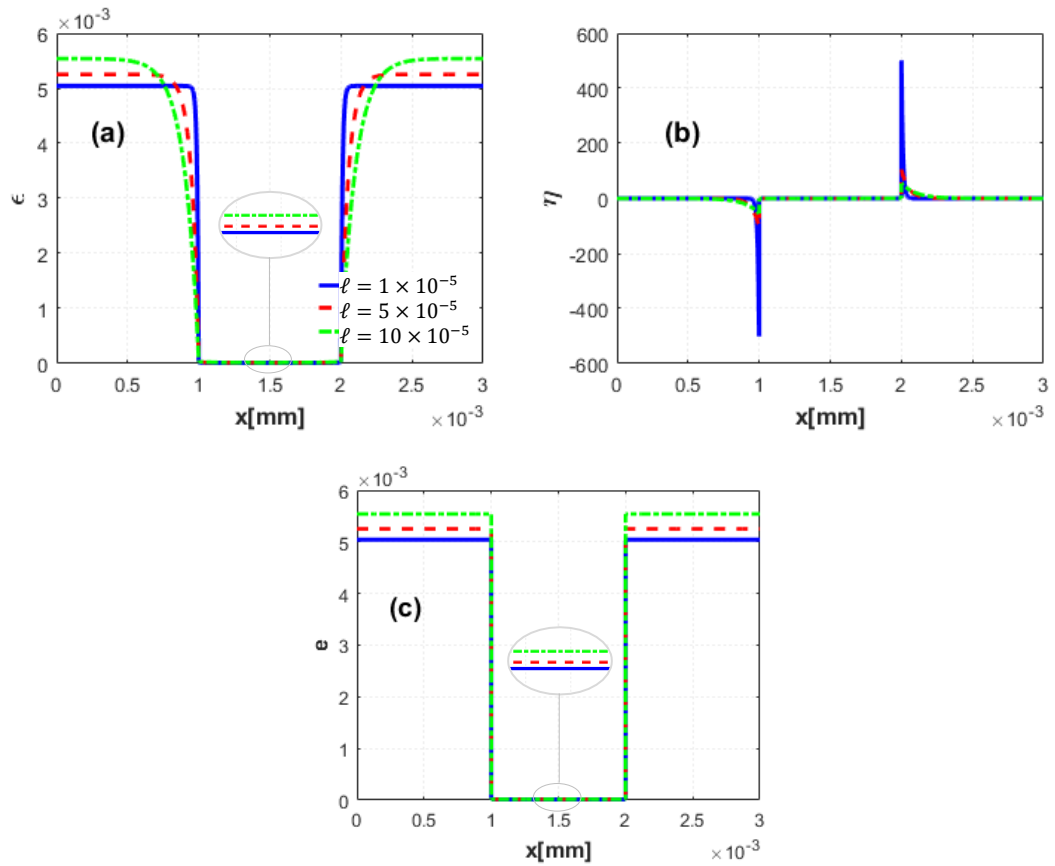 × 10⁻³
6
5
4
3
2
1
0
ϵ
(a)
ℓ = 1 × 10⁻⁵
ℓ = 5 × 10⁻⁵
ℓ = 10 × 10⁻⁵
0 0.5 1 1.5 2 2.5 3
x[mm]
× 10⁻³
600
400
200
0
-200
-400
-600
η
(b)
0 0.5 1 1.5 2 2.5 3
x[mm]
× 10⁻³
× 10⁻³
6
5
4
3
2
1
0
e
(c)
0 0.5 1 1.5 2 2.5 3
x[mm]
× 10⁻³